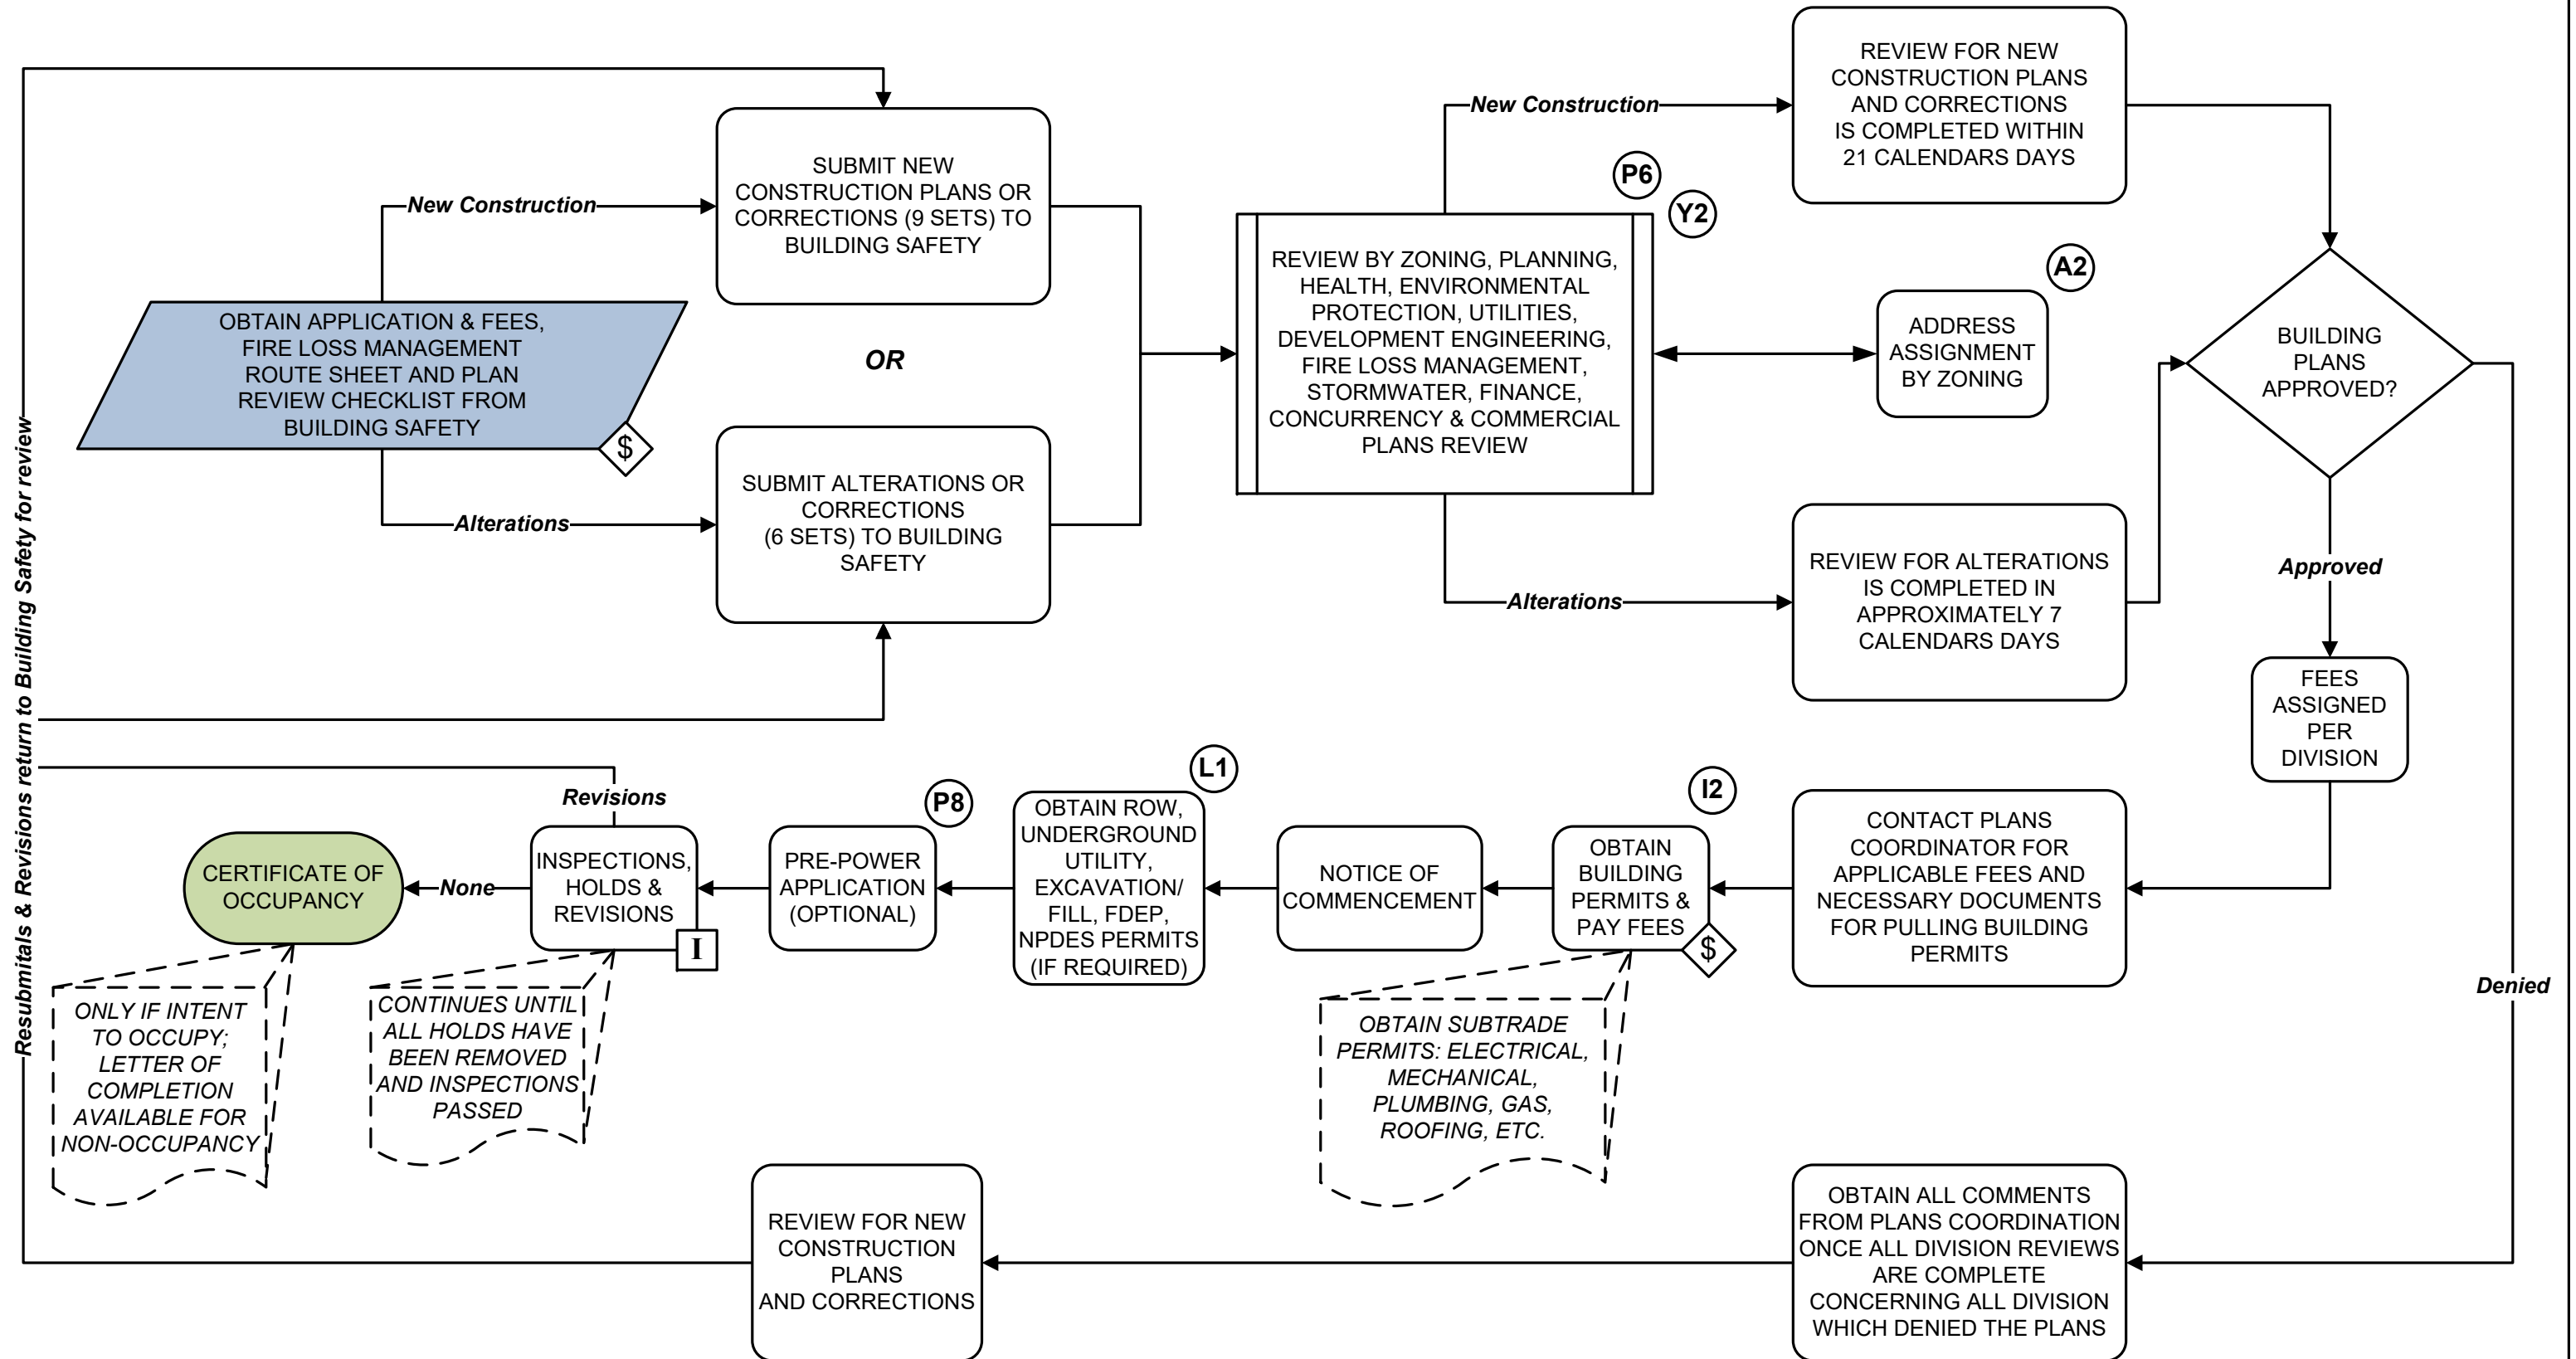 REVIEW FOR NEW
CONSTRUCTION PLANS
AND CORRECTIONS
IS COMPLETED WITHIN
21 CALENDARS DAYS
New Construction
SUBMIT NEW
CONSTRUCTION PLANS OR
CORRECTIONS (9 SETS) TO
BUILDING SAFETY
New Construction
P6
Y2
A2
OBTAIN APPLICATION & FEES,
FIRE LOSS MANAGEMENT
ROUTE SHEET AND PLAN
REVIEW CHECKLIST FROM
BUILDING SAFETY
$
OR
REVIEW BY ZONING, PLANNING,
HEALTH, ENVIRONMENTAL
PROTECTION, UTILITIES,
DEVELOPMENT ENGINEERING,
FIRE LOSS MANAGEMENT,
STORMWATER, FINANCE,
CONCURRENCY & COMMERCIAL
PLANS REVIEW
ADDRESS
ASSIGNMENT
BY ZONING
BUILDING
PLANS
APPROVED?
Alterations
SUBMIT ALTERATIONS OR
CORRECTIONS
(6 SETS) TO BUILDING
SAFETY
Alterations
REVIEW FOR ALTERATIONS
IS COMPLETED IN
APPROXIMATELY 7
CALENDARS DAYS
Approved
FEES
ASSIGNED
PER
DIVISION
Resubmitals & Revisions return to Building Safety for review
Revisions
CERTIFICATE OF
OCCUPANCY
None
INSPECTIONS,
HOLDS &
REVISIONS
I
P8
PRE-POWER
APPLICATION
(OPTIONAL)
L1
OBTAIN ROW,
UNDERGROUND
UTILITY,
EXCAVATION/
FILL, FDEP,
NPDES PERMITS
(IF REQUIRED)
NOTICE OF
COMMENCEMENT
I2
OBTAIN
BUILDING
PERMITS &
PAY FEES
$
CONTACT PLANS
COORDINATOR FOR
APPLICABLE FEES AND
NECESSARY DOCUMENTS
FOR PULLING BUILDING
PERMITS
Denied
ONLY IF INTENT
TO OCCUPY;
LETTER OF
COMPLETION
AVAILABLE FOR
NON-OCCUPANCY
CONTINUES UNTIL
ALL HOLDS HAVE
BEEN REMOVED
AND INSPECTIONS
PASSED
OBTAIN SUBTRADE
PERMITS: ELECTRICAL,
MECHANICAL,
PLUMBING, GAS,
ROOFING, ETC.
REVIEW FOR NEW
CONSTRUCTION
PLANS
AND CORRECTIONS
OBTAIN ALL COMMENTS
FROM PLANS COORDINATION
ONCE ALL DIVISION REVIEWS
ARE COMPLETE
CONCERNING ALL DIVISION
WHICH DENIED THE PLANS